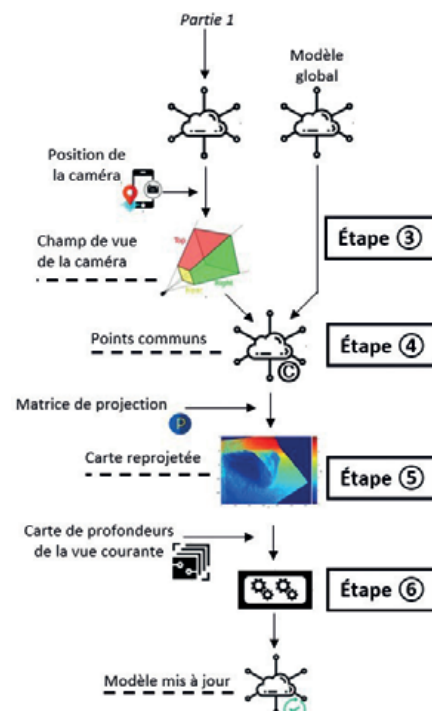 Partie 1
Modèle
global
Position de
la caméra
Top
Right
Champ de vue
de la caméra
Étape ③
Points communs
©
Étape ④
Matrice de projection
P
Carte reprojetée
Étape ⑤
Carte de profondeurs
de la vue courante
Étape ⑥
Modèle mis à jour